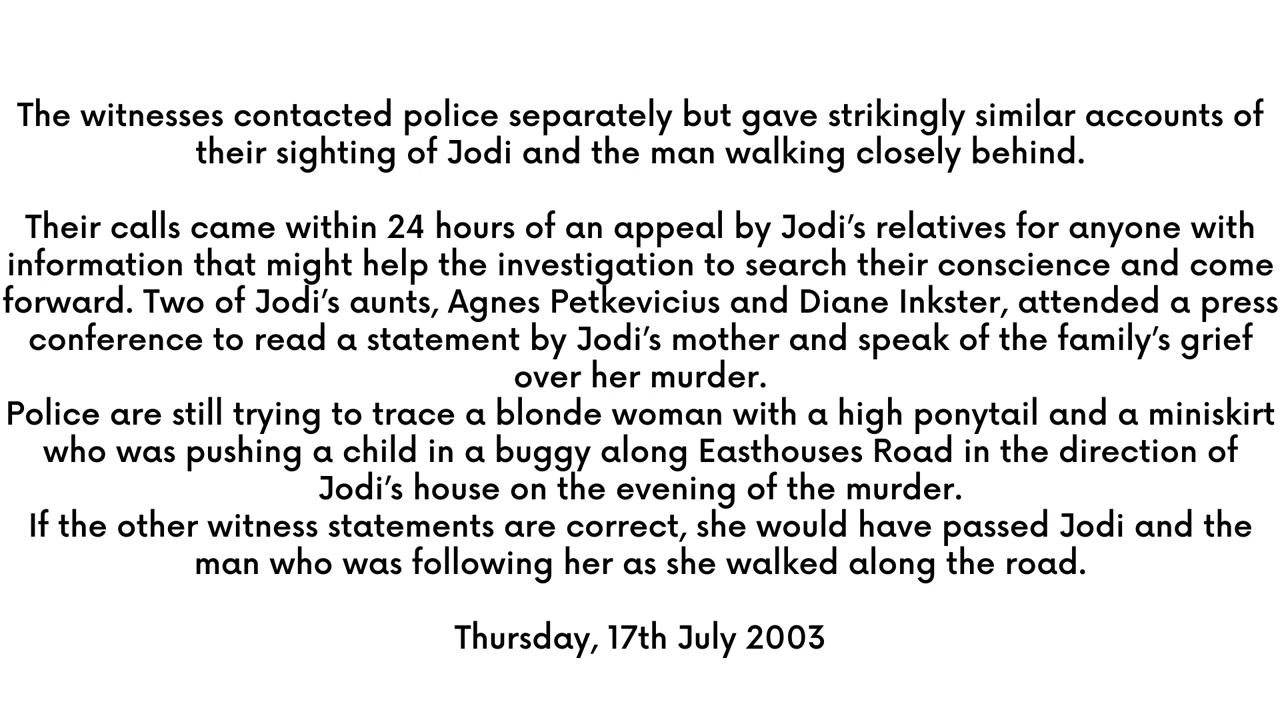 The witnesses contacted police separately but gave strikingly similar accounts of
their sighting of Jodi and the man walking closely behind.
Their calls came within 24 hours of an appeal by Jodi’s relatives for anyone with
information that might help the investigation to search their conscience and come
forward. Two of Jodi’s aunts, Agnes Petkevicius and Diane Inkster, attended a press
conference to read a statement by Jodi’s mother and speak of the family’s grief
over her murder.
Police are still trying to trace a blonde woman with a high ponytail and a miniskirt
who was pushing a child in a buggy along Easthouses Road in the direction of
Jodi’s house on the evening of the murder.
If the other witness statements are correct, she would have passed Jodi and the
man who was following her as she walked along the road.
Thursday, 17th July 2003